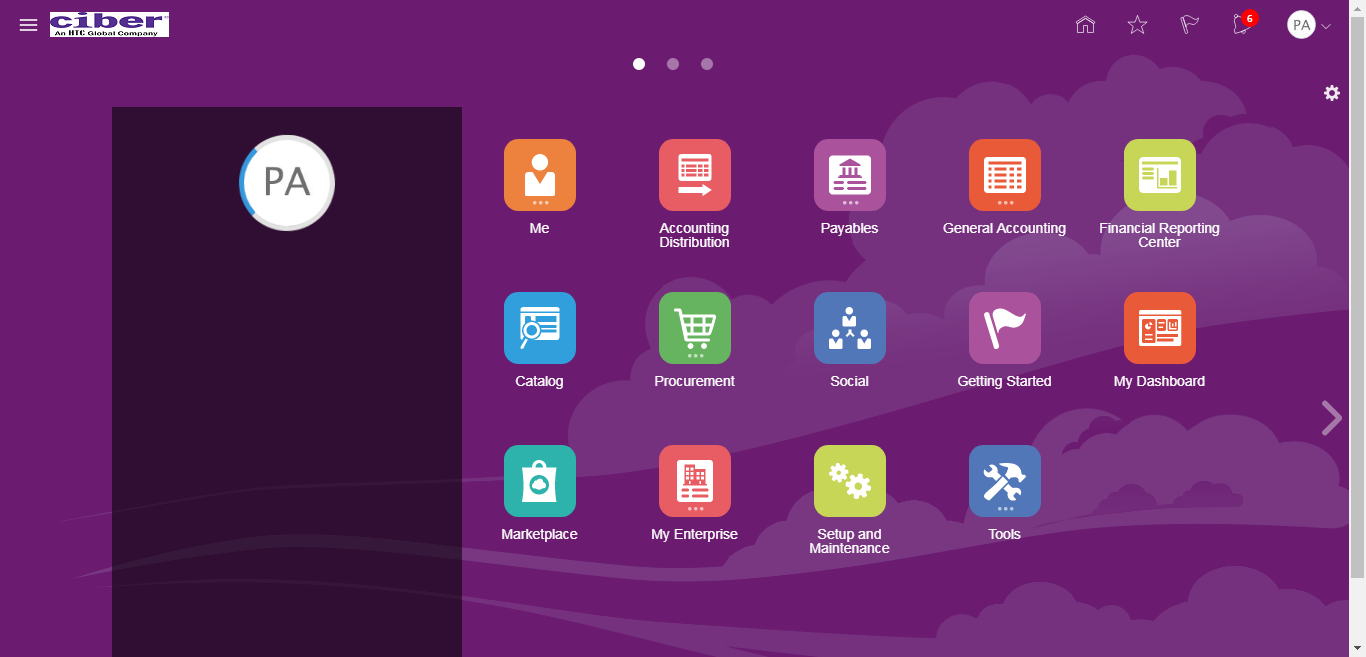 ciber
An HTC Global Company
6
PA
PA
Me
Accounting
Distribution
Payables
General Accounting
Financial Reporting
Center
Catalog
Procurement
Social
Getting Started
My Dashboard
Marketplace
My Enterprise
Setup and
Maintenance
Tools